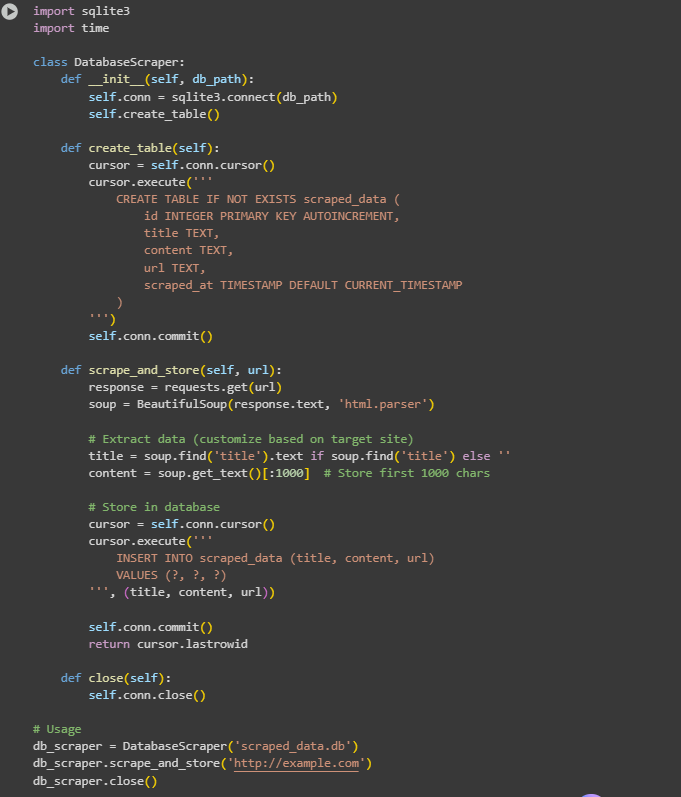 import sqlite3
import time

class DatabaseScraper:
    def __init__(self, db_path):
        self.conn = sqlite3.connect(db_path)
        self.create_table()

    def create_table(self):
        cursor = self.conn.cursor()
        cursor.execute('''
            CREATE TABLE IF NOT EXISTS scraped_data (
                id INTEGER PRIMARY KEY AUTOINCREMENT,
                title TEXT,
                content TEXT,
                url TEXT,
                scraped_at TIMESTAMP DEFAULT CURRENT_TIMESTAMP
            )
        ''')
        self.conn.commit()

    def scrape_and_store(self, url):
        response = requests.get(url)
        soup = BeautifulSoup(response.text, 'html.parser')

        # Extract data (customize based on target site)
        title = soup.find('title').text if soup.find('title') else ''
        content = soup.get_text()[:1000]  # Store first 1000 chars

        # Store in database
        cursor = self.conn.cursor()
        cursor.execute('''
            INSERT INTO scraped_data (title, content, url)
            VALUES (?, ?, ?)
        ''', (title, content, url))

        self.conn.commit()
        return cursor.lastrowid

    def close(self):
        self.conn.close()

# Usage
db_scraper = DatabaseScraper('scraped_data.db')
db_scraper.scrape_and_store('http://example.com')
db_scraper.close()